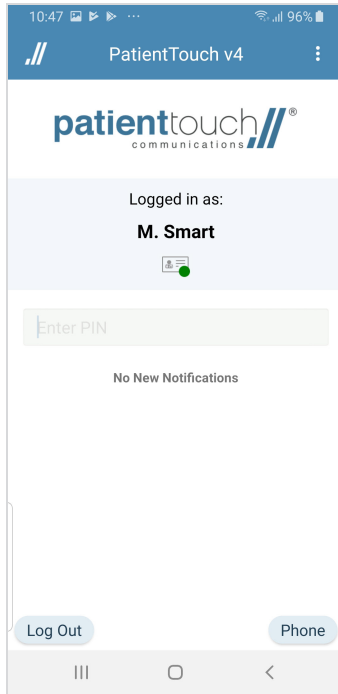 10:47 ... 96%
PatientTouch v4
patienttouch®
communications
Logged in as:
M. Smart
Enter PIN
No New Notifications
Log Out
Phone